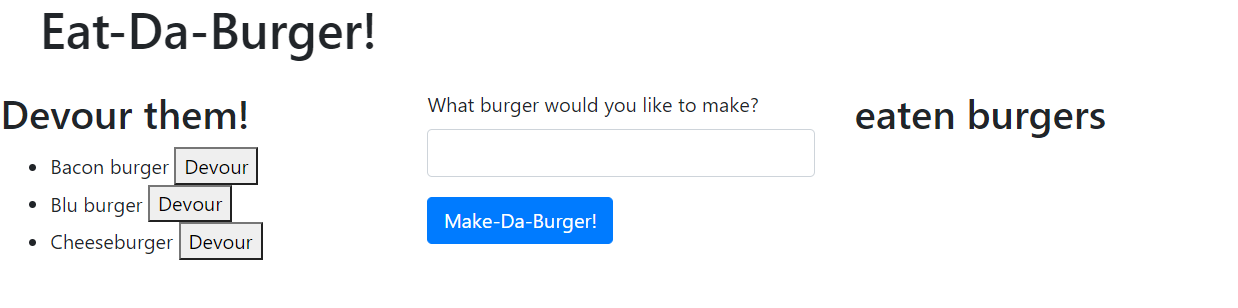 Eat-Da-Burger!
Devour them!
Bacon burger Devour
Blu burger Devour
Cheeseburger Devour
What burger would you like to make?
Make-Da-Burger!
eaten burgers